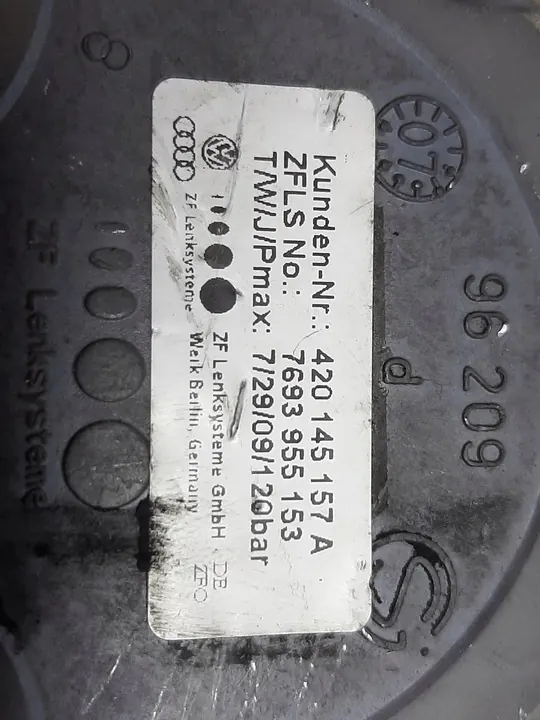 Kunden-Nr.: 420 145 157 A
ZFLS No.: 7693 955 153
T/W/J/Pmax: 7/29/09/120bar
ZF Lenksysteme GmbH DE
ZF Lenksysteme Werk Berlin, Germany
ZF Lenksysteme
07
96 209
d